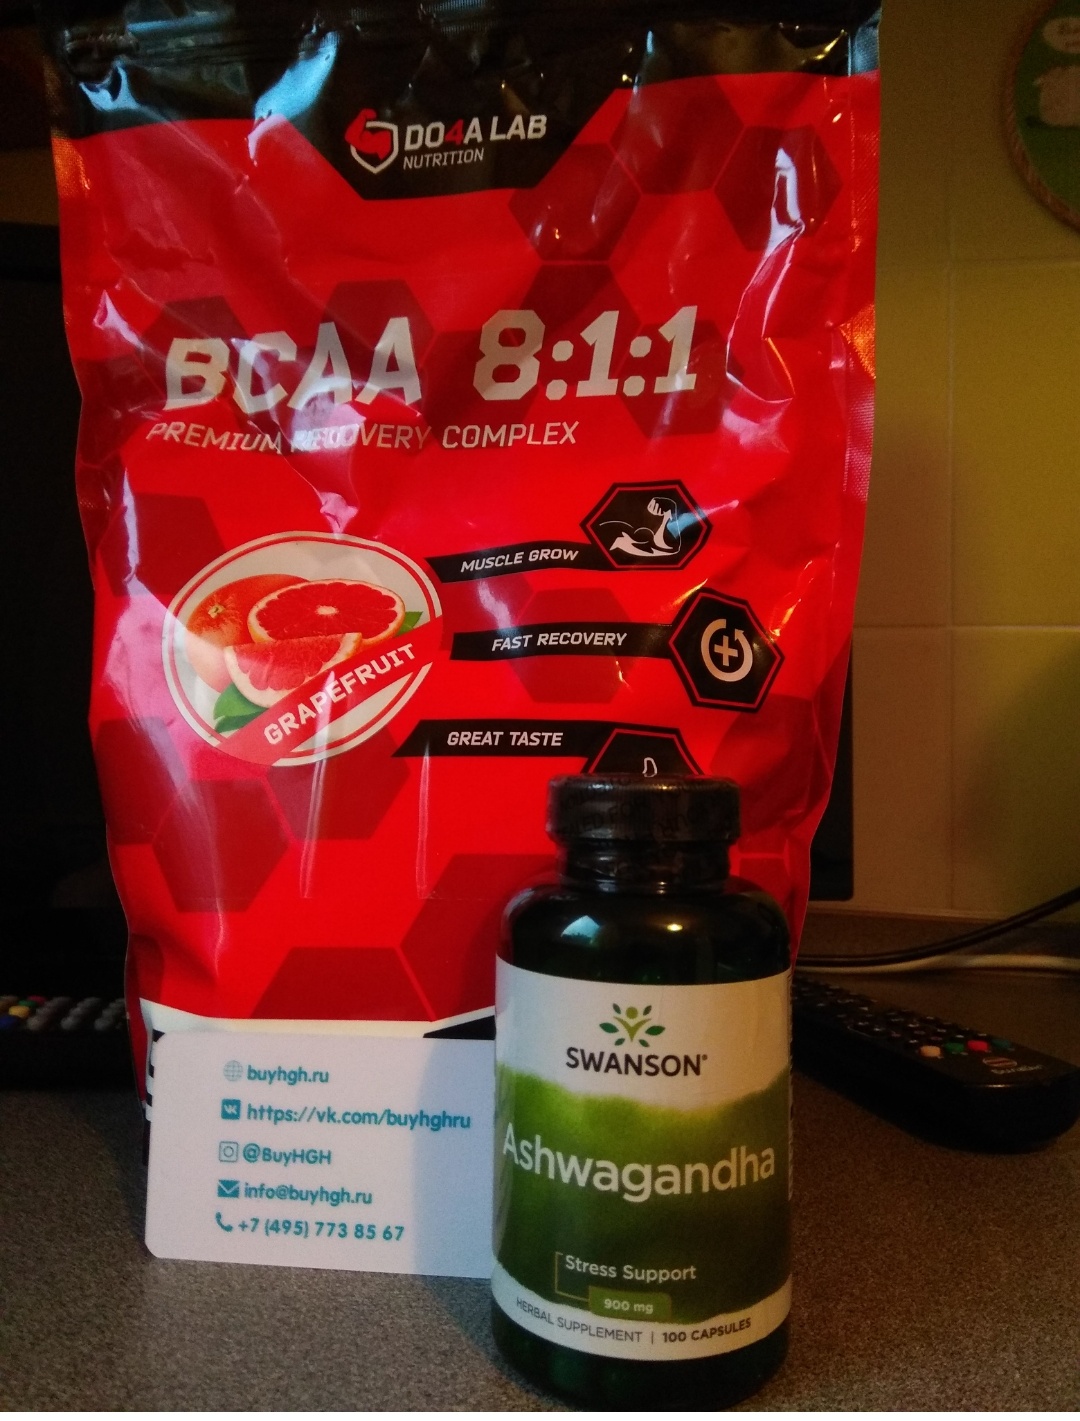 DO4A LAB
NUTRITION
BCAA 8:1:1
PREMIUM RECOVERY COMPLEX
MUSCLE GROW
FAST RECOVERY
GRAPEFRUIT
GREAT TASTE
buyhgh.ru
https://vk.com/buyhghru
@BuyHGH
info@buyhgh.ru
+7 (495) 773 85 67
SWANSON®
Ashwagandha
Stress Support
900 mg
HERBAL SUPPLEMENT | 100 CAPSULES